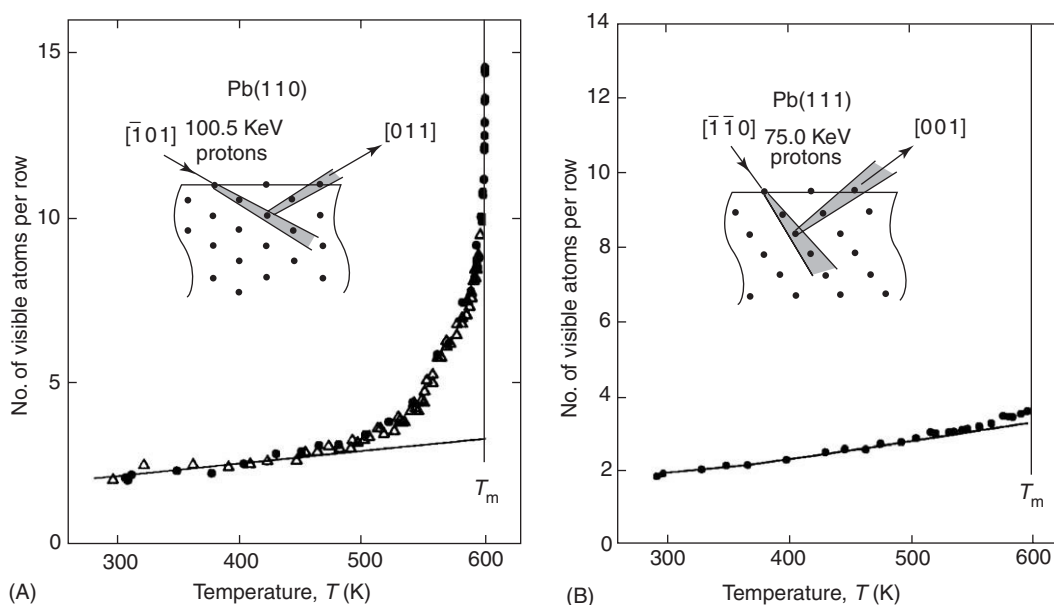 15
10
5
0
No. of visible atoms per row
Pb(110)
[1̄01] 100.5 KeV
protons
[011]
Tm
300 400 500 600
(A) Temperature, T (K)
14
12
10
8
6
4
2
0
No. of visible atoms per row
Pb(111)
[1̄1̄0] 75.0 KeV
protons
[001]
Tm
300 400 500 600
(B) Temperature, T (K)